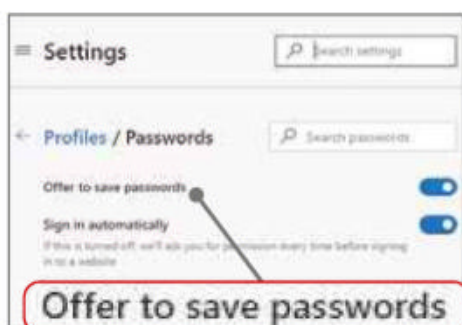 Settings
Search settings
Profiles / Passwords
Search passwords
Offer to save passwords
Sign in automatically
If this is turned off, we'll ask you for permission every time before signing
in to a website
Offer to save passwords